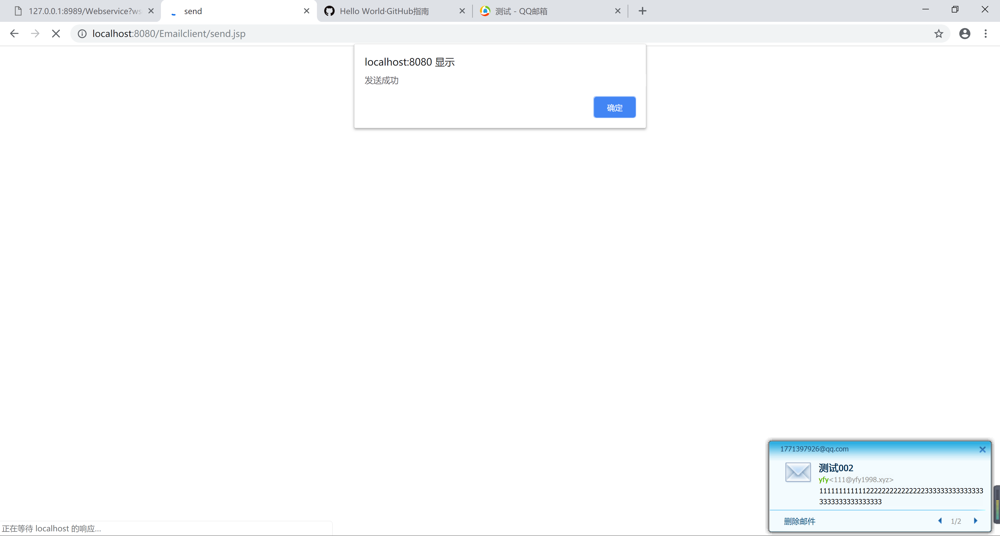 127.0.0.1:8989/Webservice?ws
send
Hello World·GitHub指南
测试 - QQ邮箱
localhost:8080/Emailclient/send.jsp
localhost:8080 显示
发送成功
确定
1771397926@qq.com
测试002
yfy<111@yfy1998.xyz>
删除邮件
1/2
正在等待 localhost 的响应...